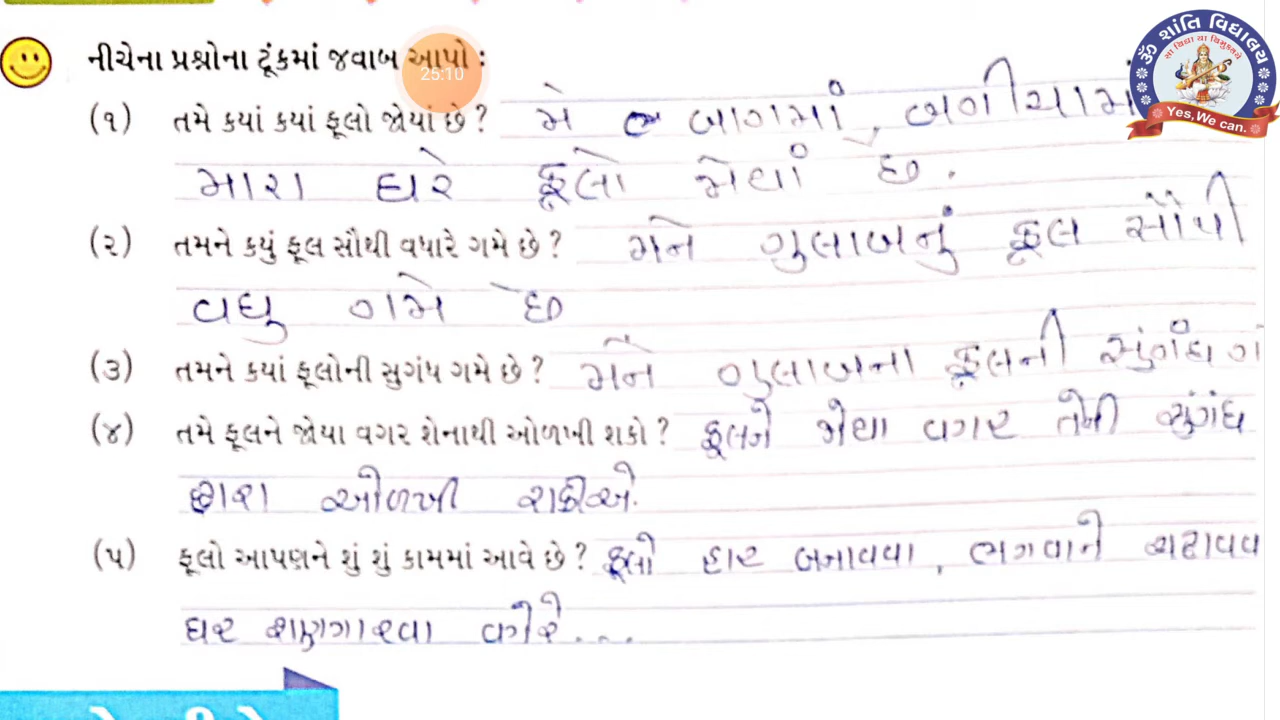 નીચેના પ્રશ્નોના ટૂંકમાં જવાબ આપો :
25:10
ૐ શાંતિ વિદ્યાલય
सा विद्या या विमुक्तये
Yes, We can.
(૧) તમે કયાં કયાં ફૂલો જોયાં છે ? મે બાગમાં, બગીચામાં
મારા ઘરે ફૂલો જોયાં છે.
(૨) તમને કયું ફૂલ સૌથી વધારે ગમે છે ? મને ગુલાબનું ફૂલ સૌથી
વધુ ગમે છે
(૩) તમને કયાં ફૂલોની સુગંધ ગમે છે ? મને ગુલાબના ફૂલની સુંગંધ
(૪) તમે ફૂલને જોયા વગર શેનાથી ઓળખી શકો ? ફૂલને જોયા વગર તેની સુંગંધ
દ્વારા ઓળખી શકીએ.
(૫) ફૂલો આપણને શું શું કામમાં આવે છે ? ફૂલો હાર બનાવવા, ભગવાને ચઢાવવ
ઘર શણગારવા વગેરે....